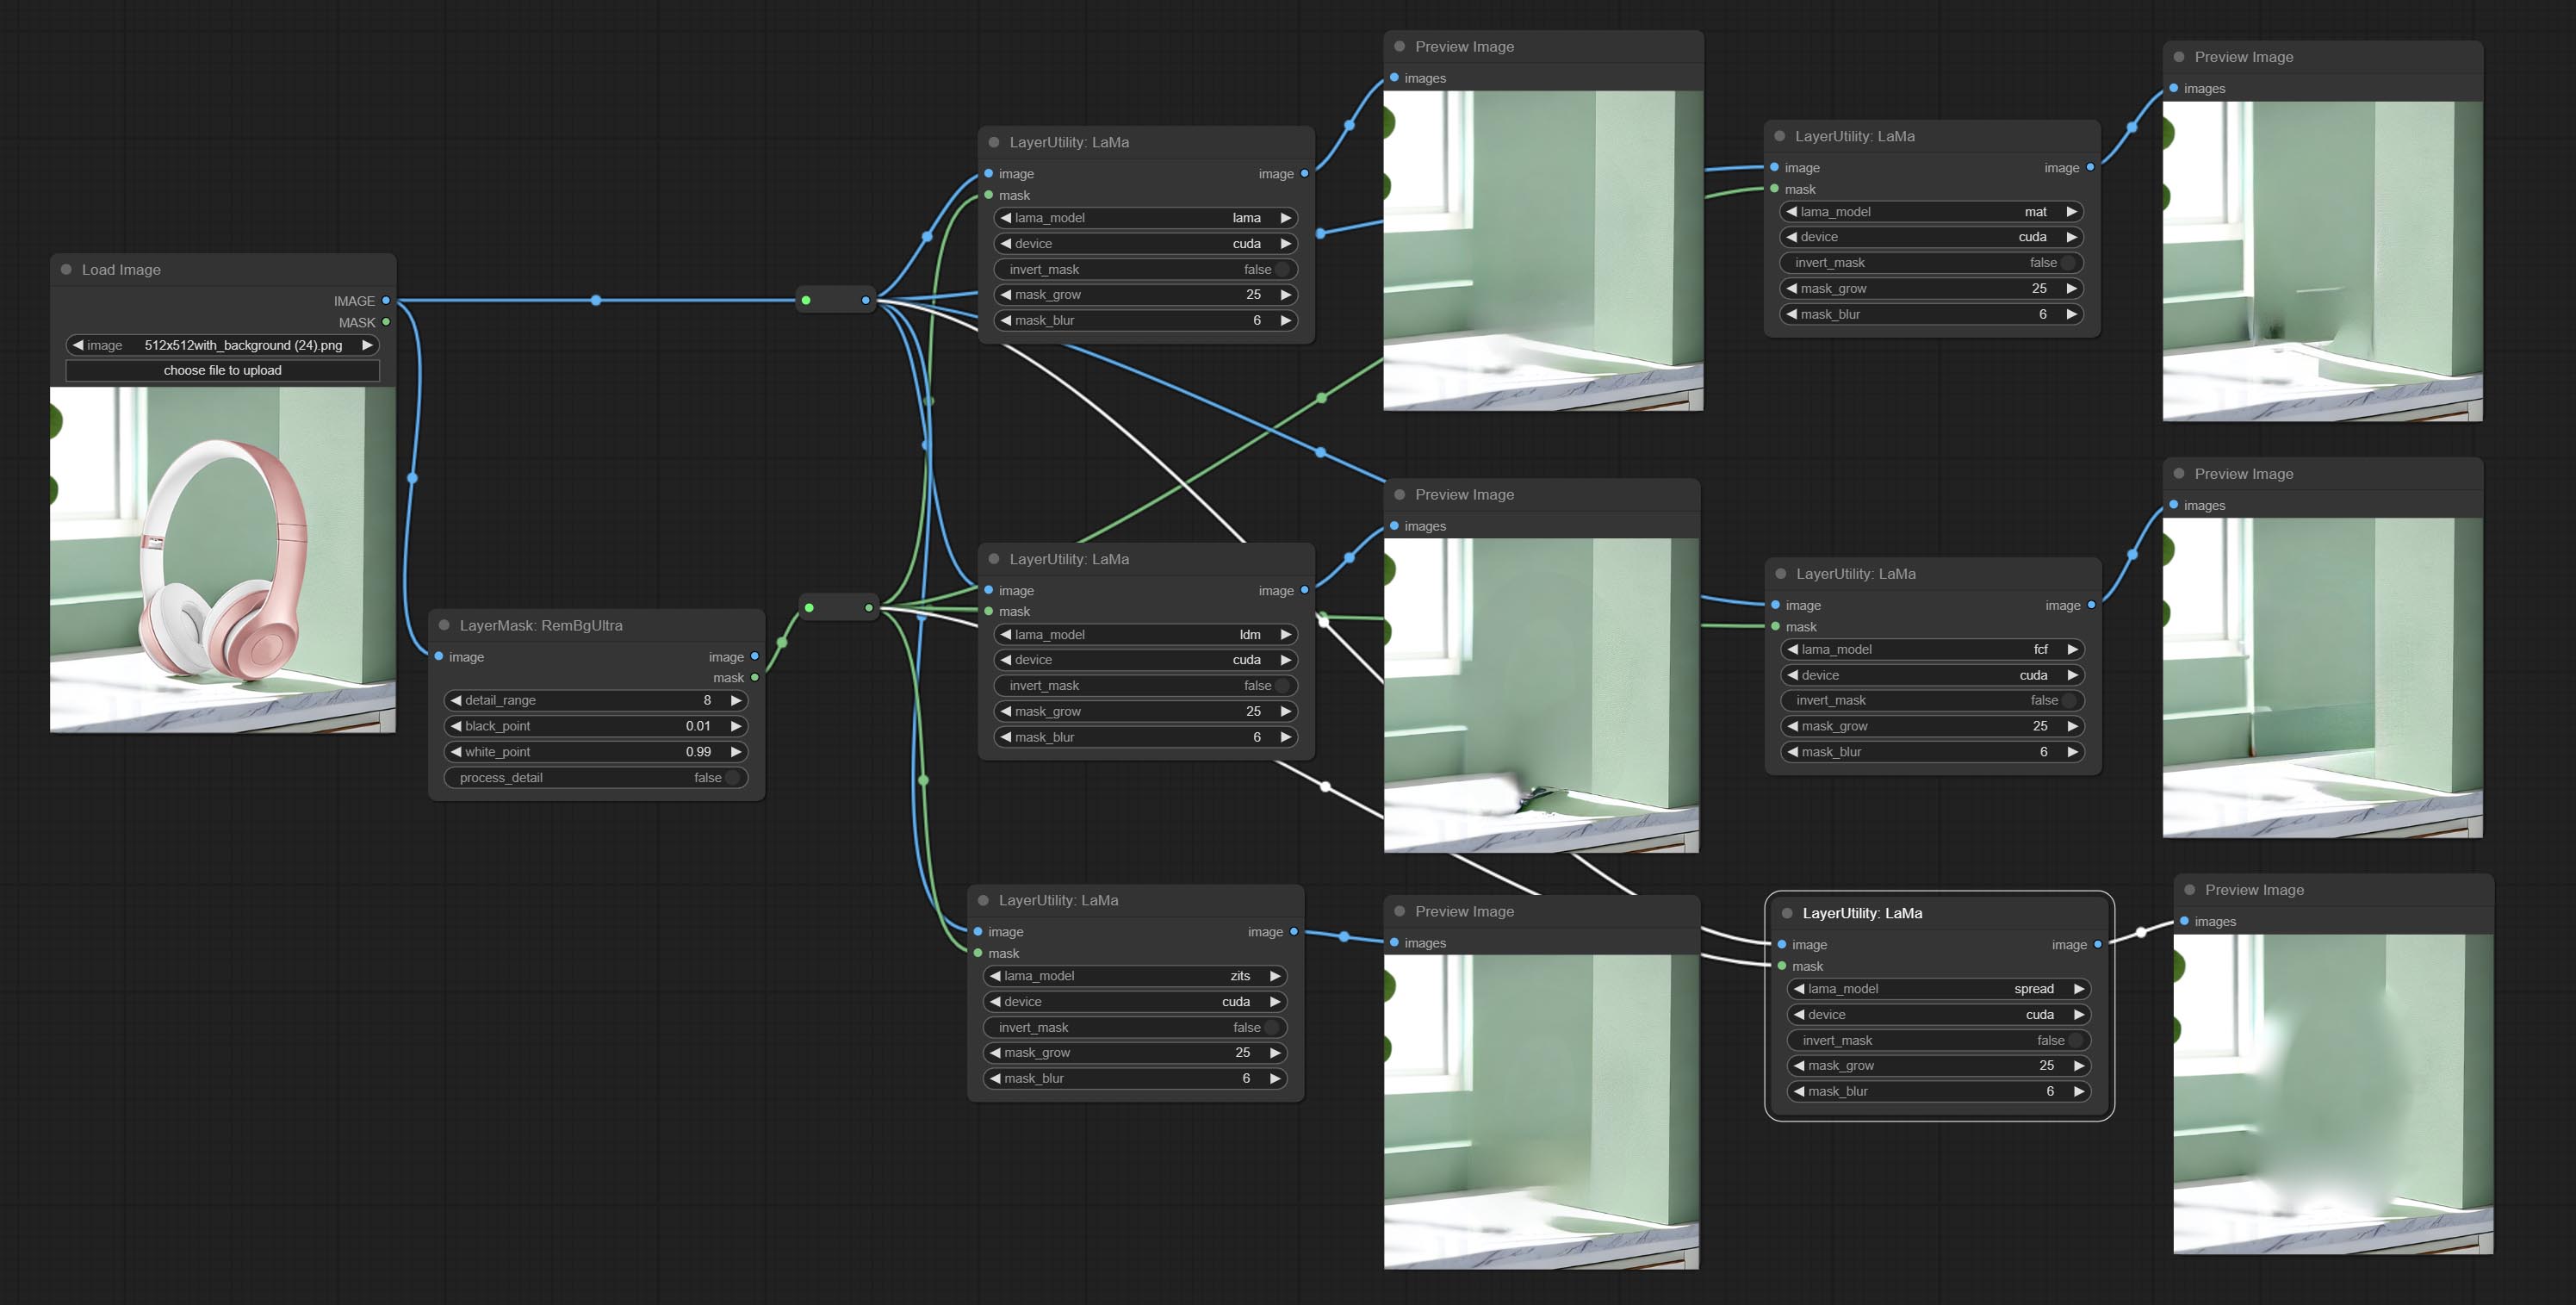 Load Image
IMAGE
MASK
image 512x512with_background (24).png
choose file to upload
LayerMask: RemBgUltra
image image
mask
detail_range 8
black_point 0.01
white_point 0.99
process_detail false
LayerUtility: LaMa
image image
mask
lama_model lama
device cuda
invert_mask false
mask_grow 25
mask_blur 6
Preview Image
images
LayerUtility: LaMa
image image
mask
lama_model mat
device cuda
invert_mask false
mask_grow 25
mask_blur 6
Preview Image
images
LayerUtility: LaMa
image image
mask
lama_model ldm
device cuda
invert_mask false
mask_grow 25
mask_blur 6
Preview Image
images
LayerUtility: LaMa
image image
mask
lama_model fcf
device cuda
invert_mask false
mask_grow 25
mask_blur 6
Preview Image
images
LayerUtility: LaMa
image image
mask
lama_model zits
device cuda
invert_mask false
mask_grow 25
mask_blur 6
Preview Image
images
LayerUtility: LaMa
image image
mask
lama_model spread
device cuda
invert_mask false
mask_grow 25
mask_blur 6
Preview Image
images